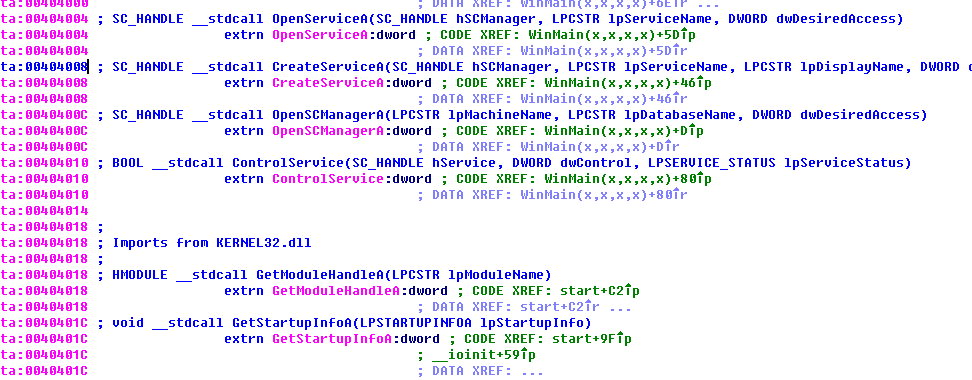 ta:00404000 ; DATA XREF: WinMain(x,x,x,x)+6E↑r ...
ta:00404004 ; SC_HANDLE __stdcall OpenServiceA(SC_HANDLE hSCManager, LPCSTR lpServiceName, DWORD dwDesiredAccess)
ta:00404004 extrn OpenServiceA:dword ; CODE XREF: WinMain(x,x,x,x)+5D↑p
ta:00404004 ; DATA XREF: WinMain(x,x,x,x)+5D↑r
ta:00404008 ; SC_HANDLE __stdcall CreateServiceA(SC_HANDLE hSCManager, LPCSTR lpServiceName, LPCSTR lpDisplayName, DWORD
ta:00404008 extrn CreateServiceA:dword ; CODE XREF: WinMain(x,x,x,x)+46↑p
ta:00404008 ; DATA XREF: WinMain(x,x,x,x)+46↑r
ta:0040400C ; SC_HANDLE __stdcall OpenSCManagerA(LPCSTR lpMachineName, LPCSTR lpDatabaseName, DWORD dwDesiredAccess)
ta:0040400C extrn OpenSCManagerA:dword ; CODE XREF: WinMain(x,x,x,x)+D↑p
ta:0040400C ; DATA XREF: WinMain(x,x,x,x)+D↑r
ta:00404010 ; BOOL __stdcall ControlService(SC_HANDLE hService, DWORD dwControl, LPSERVICE_STATUS lpServiceStatus)
ta:00404010 extrn ControlService:dword ; CODE XREF: WinMain(x,x,x,x)+80↑p
ta:00404010 ; DATA XREF: WinMain(x,x,x,x)+80↑r
ta:00404014
ta:00404018 ;
ta:00404018 ; Imports from KERNEL32.dll
ta:00404018 ;
ta:00404018 ; HMODULE __stdcall GetModuleHandleA(LPCSTR lpModuleName)
ta:00404018 extrn GetModuleHandleA:dword ; CODE XREF: start+C2↑p
ta:00404018 ; DATA XREF: start+C2↑r ...
ta:0040401C ; void __stdcall GetStartupInfoA(LPSTARTUPINFOA lpStartupInfo)
ta:0040401C extrn GetStartupInfoA:dword ; CODE XREF: start+9F↑p
ta:0040401C ; __ioinit+59↑p
ta:0040401C ; DATA XREF: ...